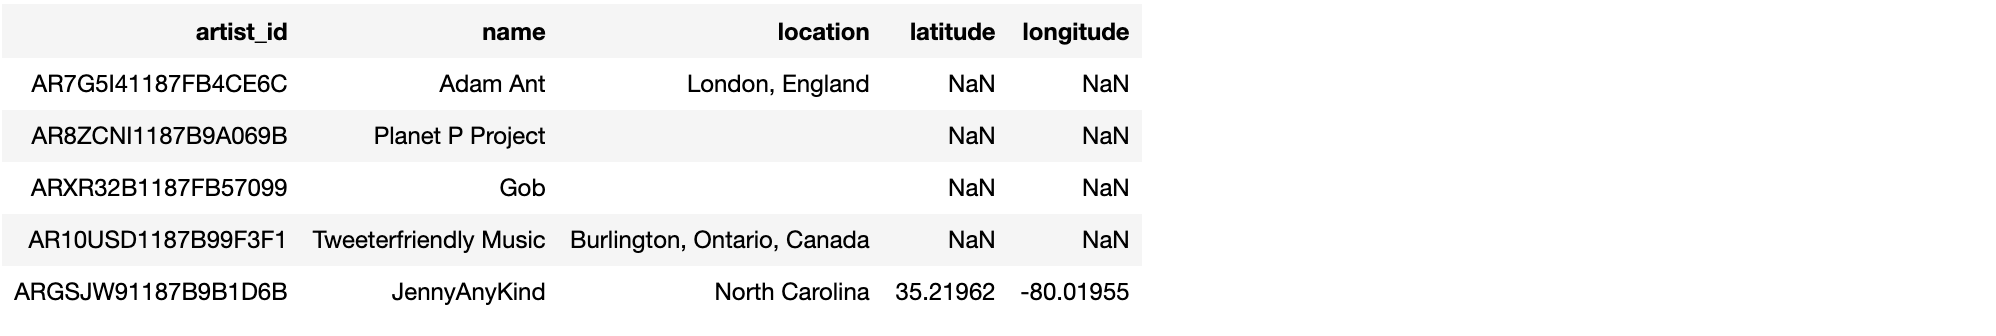 artist_id name location latitude longitude
AR7G5I41187FB4CE6C Adam Ant London, England NaN NaN
AR8ZCNI1187B9A069B Planet P Project NaN NaN
ARXR32B1187FB57099 Gob NaN NaN
AR10USD1187B99F3F1 Tweeterfriendly Music Burlington, Ontario, Canada NaN NaN
ARGSJW91187B9B1D6B JennyAnyKind North Carolina 35.21962 -80.01955